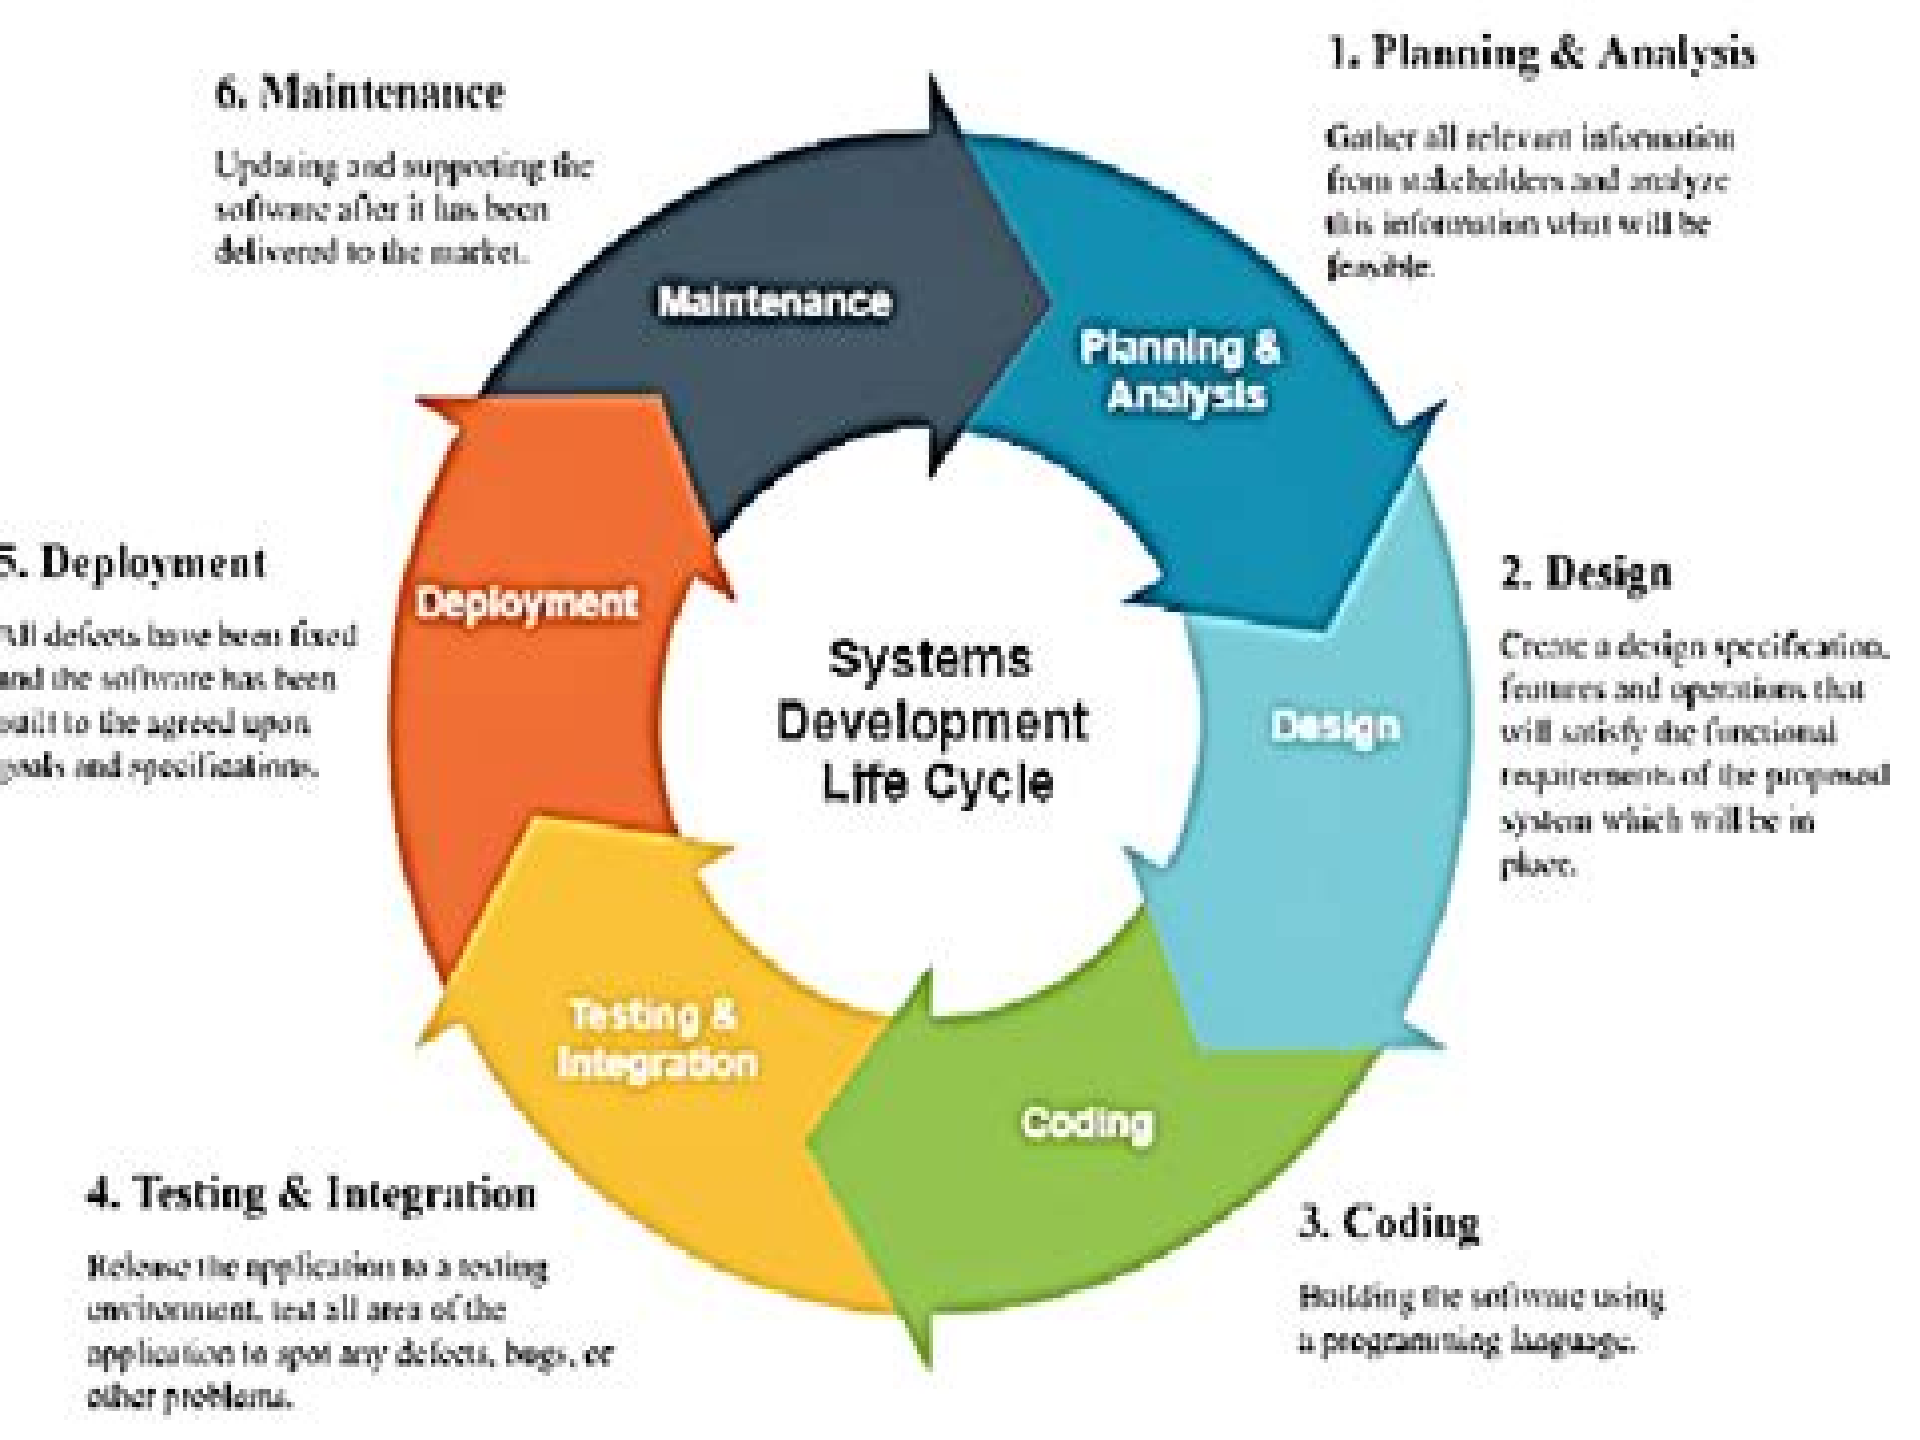 1. Planning & Analysis
Gather all relevant information
from stakeholders and analyze
this information what will be
feasible.
2. Design
Create a design specification,
features and operations that
will satisfy the functional
requirements of the proposed
system which will be in
place.
3. Coding
Building the software using
a programming language.
4. Testing & Integration
Release the application to a testing
environment, test all area of the
application to spot any defects, bugs, or
other problems.
5. Deployment
All defects have been fixed
and the software has been
built to the agreed upon
goals and specifications.
6. Maintenance
Updating and supporting the
software after it has been
delivered to the market.
Maintenance
Planning &
Analysis
Design
Coding
Testing &
Integration
Deployment
Systems
Development
Life Cycle